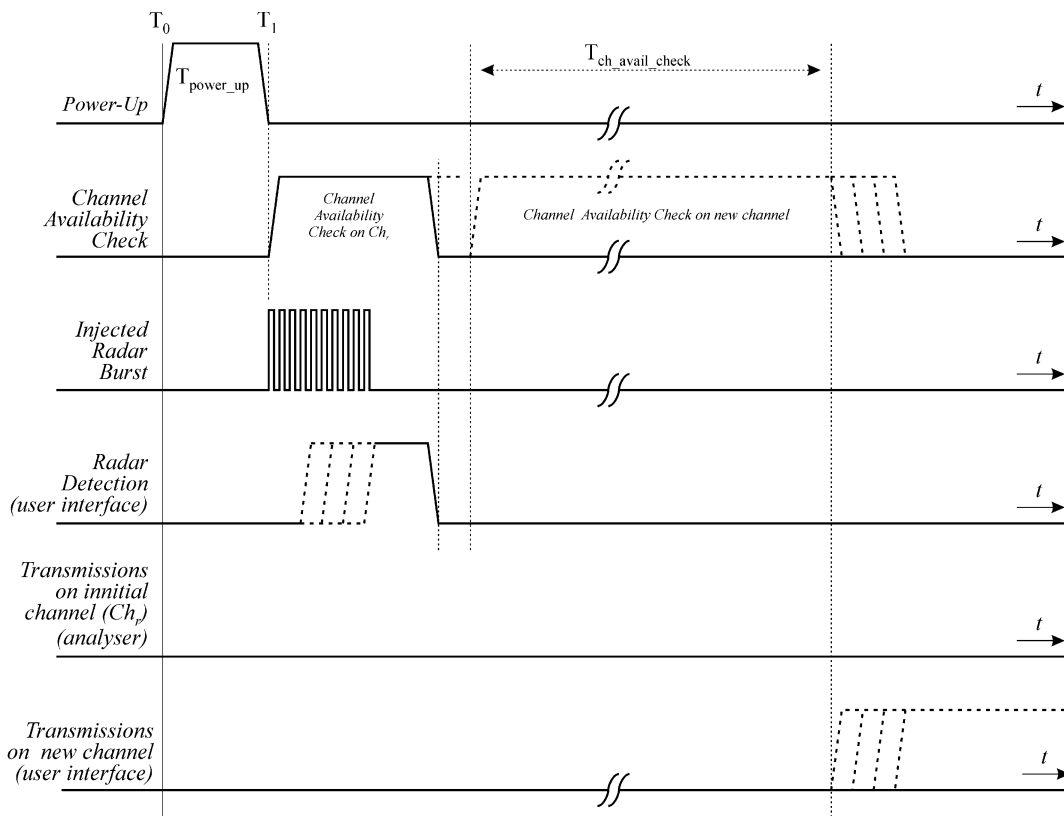 T0 T1
Tpower_up
Tch_avail_check
Power-Up
t
Channel
Availability
Check
Channel
Availability
Check on Chr
Channel Availability Check on new channel
t
Injected
Radar
Burst
t
Radar
Detection
(user interface)
t
Transmissions
on innitial
channel (Chr)
(analyser)
t
Transmissions
on new channel
(user interface)
t